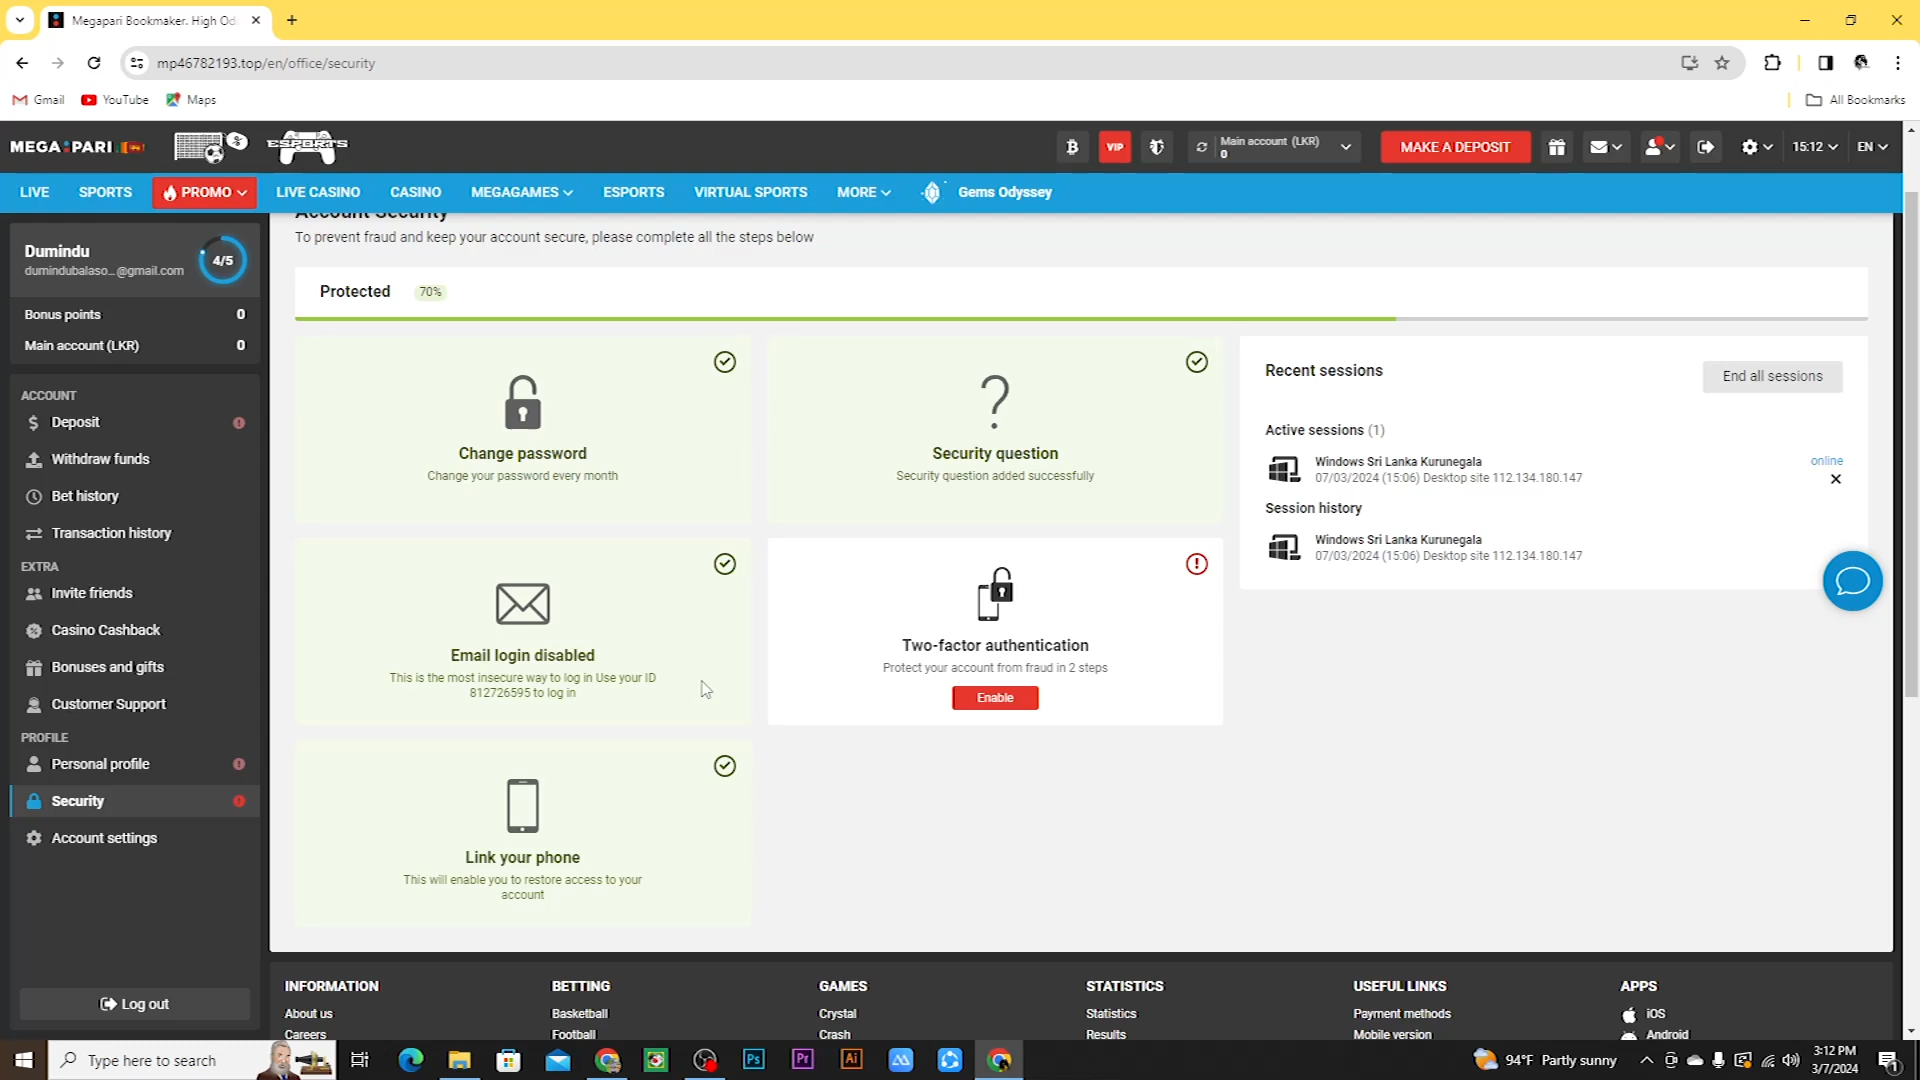 Megapari Bookmaker. High Od
mp46782193.top/en/office/security
Gmail
YouTube
Maps
All Bookmarks
MEGAPARI
ESPORTS
VIP
Main account (LKR)
0
MAKE A DEPOSIT
15:12
EN
LIVE
SPORTS
PROMO
LIVE CASINO
CASINO
MEGAGAMES
ESPORTS
VIRTUAL SPORTS
MORE
Gems Odyssey
Dumindu
dumindubalaso...@gmail.com
4/5
Bonus points 0
Main account (LKR) 0
ACCOUNT
Deposit
Withdraw funds
Bet history
Transaction history
EXTRA
Invite friends
Casino Cashback
Bonuses and gifts
Customer Support
PROFILE
Personal profile
Security
Account settings
Log out
Account Security
To prevent fraud and keep your account secure, please complete all the steps below
Protected 70%
Change password
Change your password every month
Security question
Security question added successfully
Email login disabled
This is the most insecure way to log in Use your ID
812726595 to log in
Two-factor authentication
Protect your account from fraud in 2 steps
Enable
Link your phone
This will enable you to restore access to your
account
Recent sessions
End all sessions
Active sessions (1)
Windows Sri Lanka Kurunegala
online
07/03/2024 (15:06) Desktop site 112.134.180.147
Session history
Windows Sri Lanka Kurunegala
07/03/2024 (15:06) Desktop site 112.134.180.147
INFORMATION
About us
Careers
BETTING
Basketball
Football
GAMES
Crystal
Crash
STATISTICS
Statistics
Results
USEFUL LINKS
Payment methods
Mobile version
APPS
iOS
Android
Type here to search
Ps
Pr
Ai
94°F Partly sunny
3:12 PM
3/7/2024
1